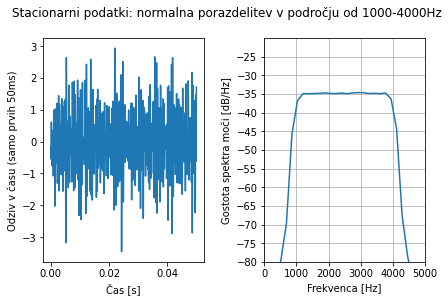 Stacionarni podatki: normalna porazdelitev v področju od 1000-4000Hz
Odziv v času (samo prvih 50ms)
3
2
1
0
−1
−2
−3
0.00 0.02 0.04
Čas [s]
Gostota spektra moči [dB/Hz]
−25
−30
−35
−40
−45
−50
−55
−60
−65
−70
−75
−80
0 1000 2000 3000 4000 5000
Frekvenca [Hz]